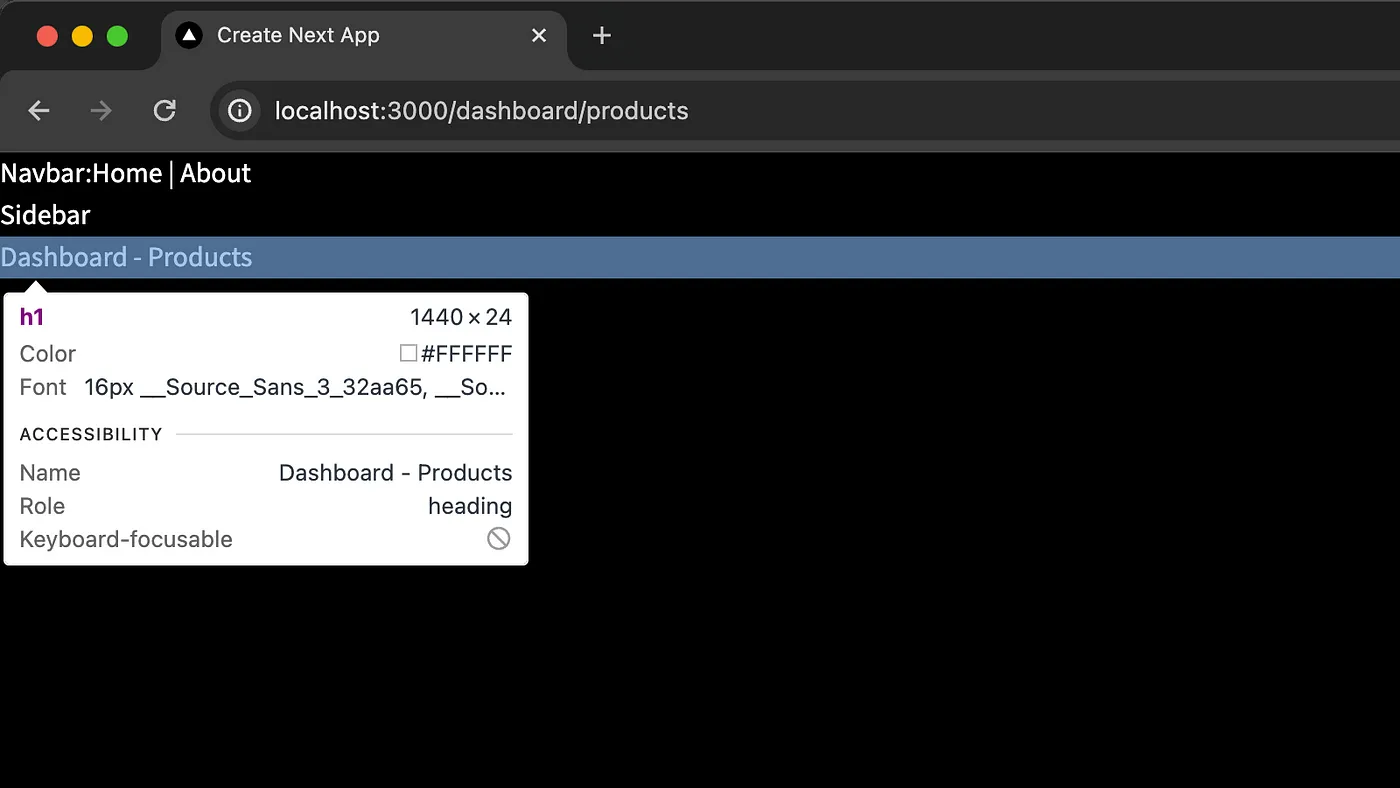 Create Next App
localhost:3000/dashboard/products
Navbar:Home | About
Sidebar
Dashboard - Products
h1 1440 × 24
Color #FFFFFF
Font 16px __Source_Sans_3_32aa65, __So...
ACCESSIBILITY
Name Dashboard - Products
Role heading
Keyboard-focusable